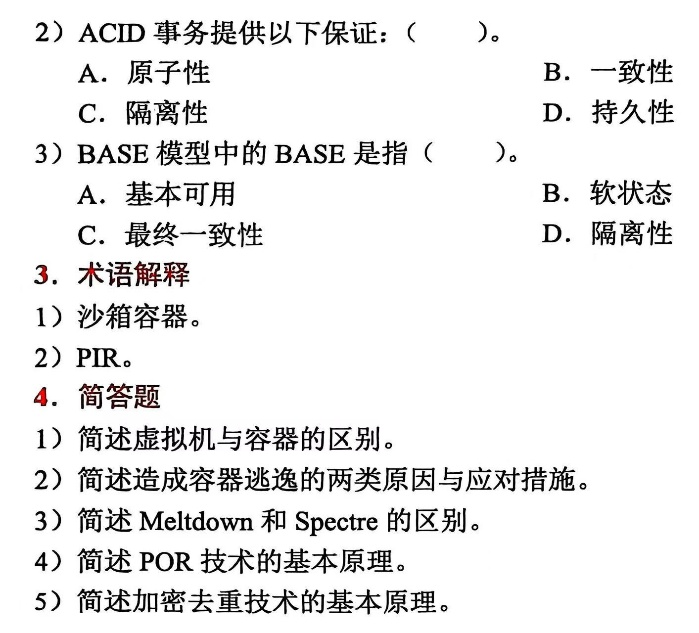 2）ACID 事务提供以下保证：（　　）。
A．原子性　B．一致性
C．隔离性　D．持久性
3）BASE 模型中的 BASE 是指（　　）。
A．基本可用　B．软状态
C．最终一致性　D．隔离性
3．术语解释
1）沙箱容器。
2）PIR。
4．简答题
1）简述虚拟机与容器的区别。
2）简述造成容器逃逸的两类原因与应对措施。
3）简述 Meltdown 和 Spectre 的区别。
4）简述 POR 技术的基本原理。
5）简述加密去重技术的基本原理。